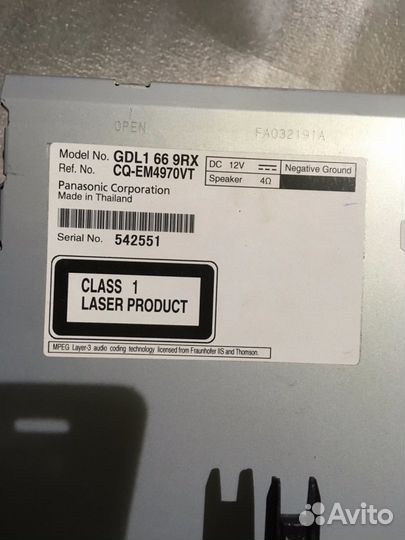 OPEN
FA032191A
Model No. GDL1 66 9RX
Ref. No. CQ-EM4970VT
DC 12V
Negative Ground
Speaker 4Ω
Panasonic Corporation
Made in Thailand
Serial No. 542551
CLASS 1
LASER PRODUCT
MPEG Layer-3 audio coding technology licensed from Fraunhofer IIS and Thomson.
Avito